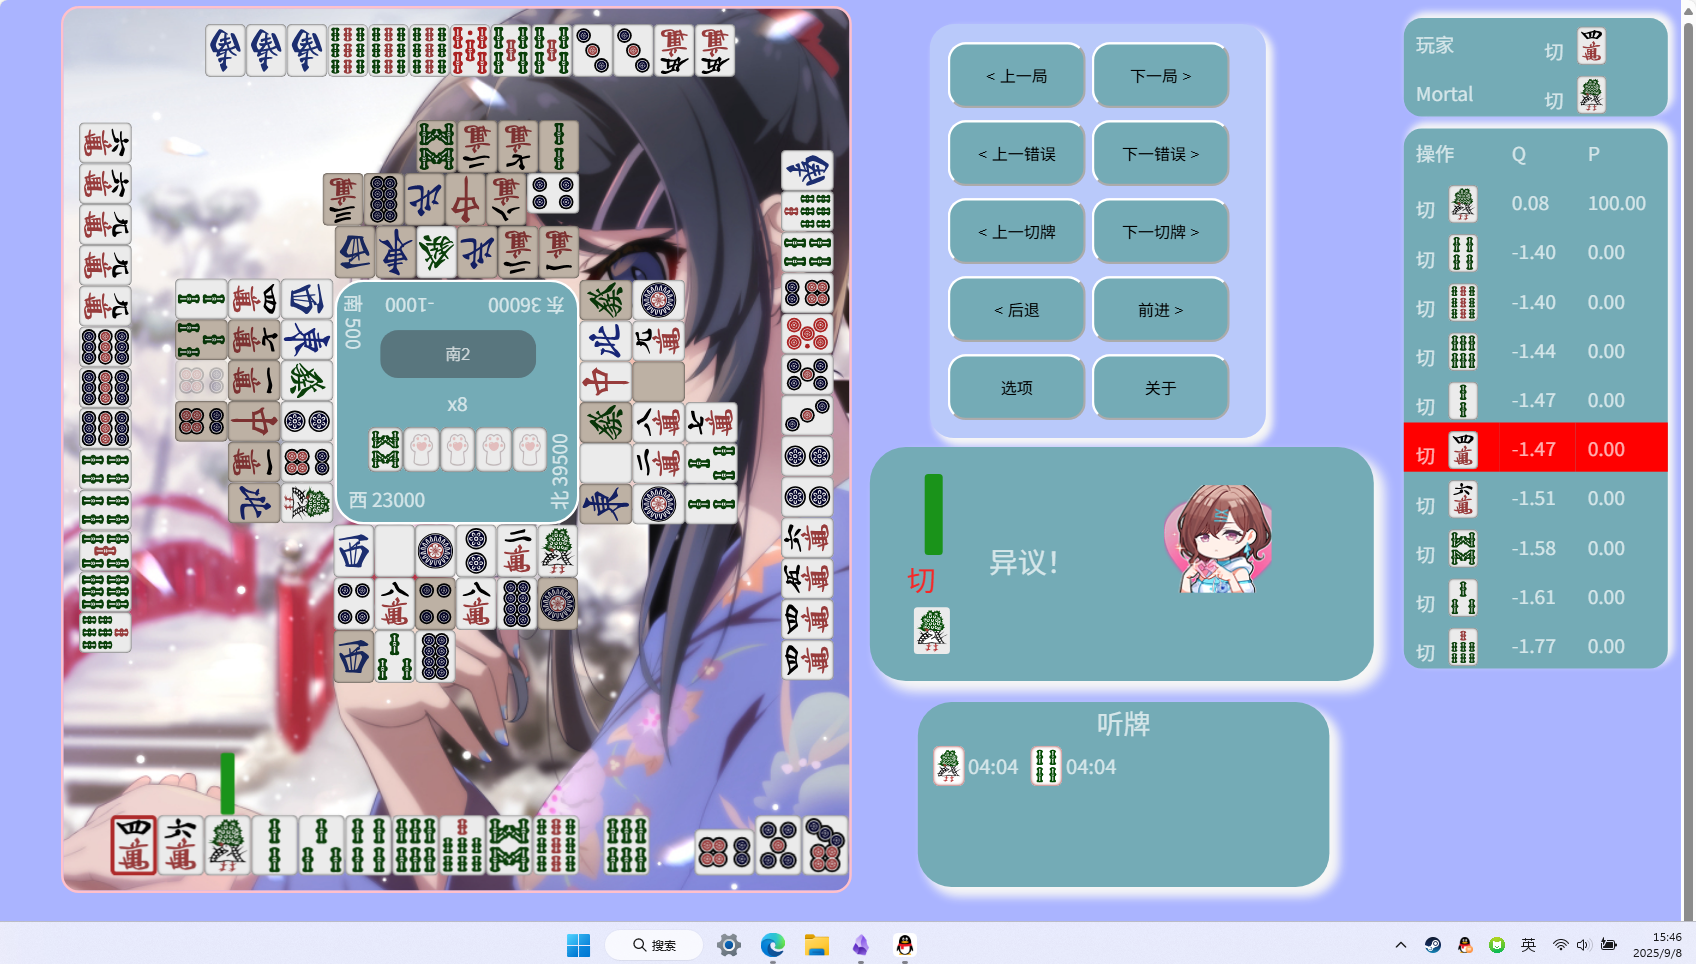 南 500
-1000
东 36000
南2
x8
西 23000
北 39500
< 上一局
下一局 >
< 上一错误
下一错误 >
< 上一切牌
下一切牌 >
< 后退
前进 >
选项
关于
切
异议！
听牌
04:04
04:04
玩家 切
Mortal 切
操作 Q P
切 0.08 100.00
切 -1.40 0.00
切 -1.40 0.00
切 -1.44 0.00
切 -1.47 0.00
切 -1.47 0.00
切 -1.51 0.00
切 -1.58 0.00
切 -1.61 0.00
切 -1.77 0.00
搜索
英
15:46
2025/9/8